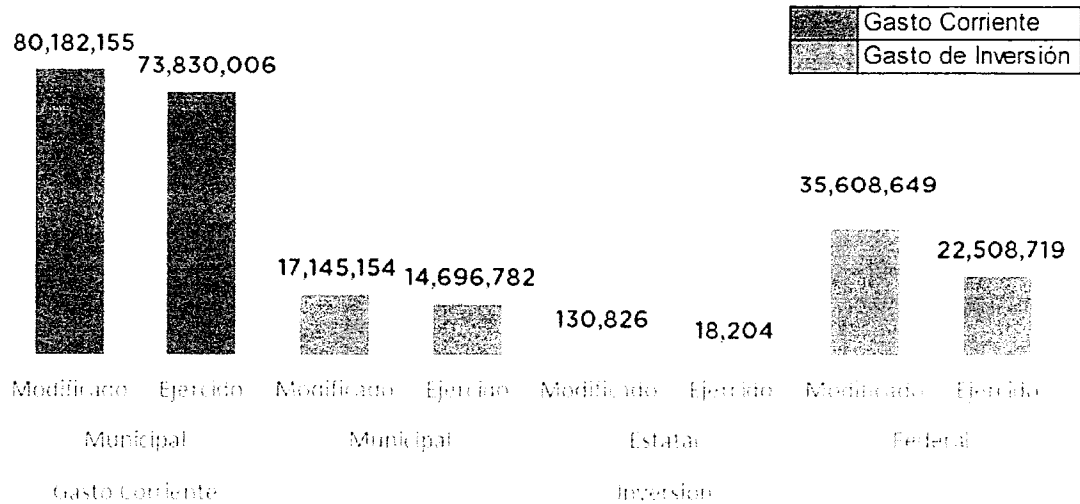 Gasto Corriente
Gasto de Inversión
80,182,155
73,830,006
17,145,154
14,696,782
130,826
18,204
35,608,649
22,508,719
Modificado Ejercido Modificado Ejercido Modificado Ejercido Modificado Ejercido
Municipal Municipal Estatal Federal
Gasto Corriente Inversion